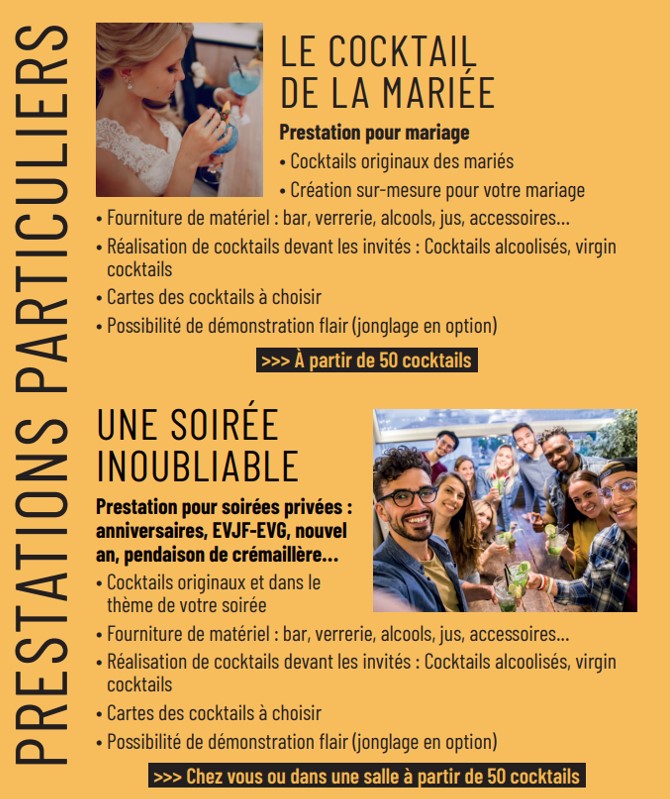 PRESTATIONS PARTICULIERS
LE COCKTAIL
DE LA MARIÉE
Prestation pour mariage
• Cocktails originaux des mariés
• Création sur-mesure pour votre mariage
• Fourniture de matériel : bar, verrerie, alcools, jus, accessoires...
• Réalisation de cocktails devant les invités : Cocktails alcoolisés, virgin
cocktails
• Cartes des cocktails à choisir
• Possibilité de démonstration flair (jonglage en option)
>>> À partir de 50 cocktails
UNE SOIRÉE
INOUBLIABLE
Prestation pour soirées privées :
anniversaires, EVJF-EVG, nouvel
an, pendaison de crémaillère...
• Cocktails originaux et dans le
thème de votre soirée
• Fourniture de matériel : bar, verrerie, alcools, jus, accessoires...
• Réalisation de cocktails devant les invités : Cocktails alcoolisés, virgin
cocktails
• Cartes des cocktails à choisir
• Possibilité de démonstration flair (jonglage en option)
>>> Chez vous ou dans une salle à partir de 50 cocktails